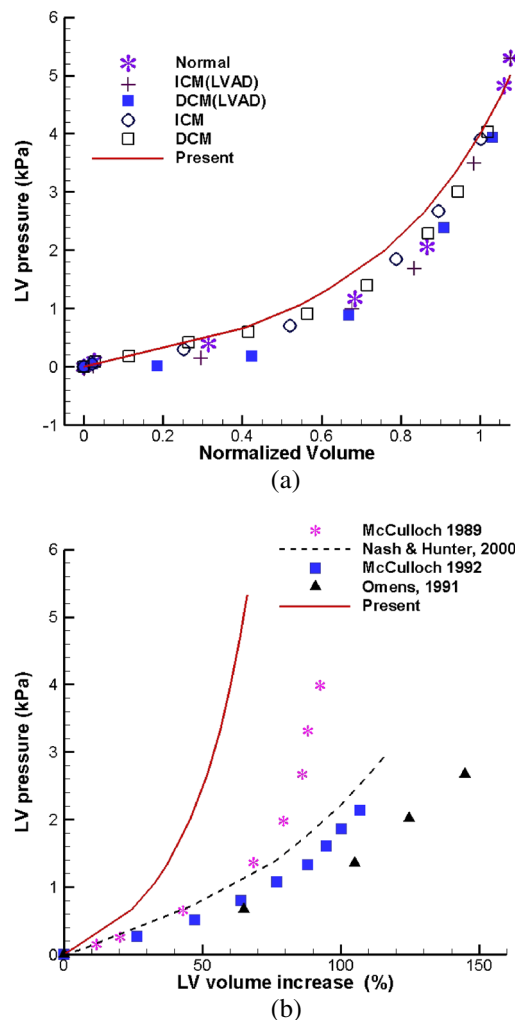 6
5
4
3
2
1
0
-1
LV pressure (kPa)
Normal
ICM(LVAD)
DCM(LVAD)
ICM
DCM
Present
0 0.2 0.4 0.6 0.8 1
Normalized Volume
(a)
6
5
4
3
2
1
0
LV pressure (kPa)
McCulloch 1989
Nash & Hunter, 2000
McCulloch 1992
Omens, 1991
Present
0 50 100 150
LV volume increase (%)
(b)